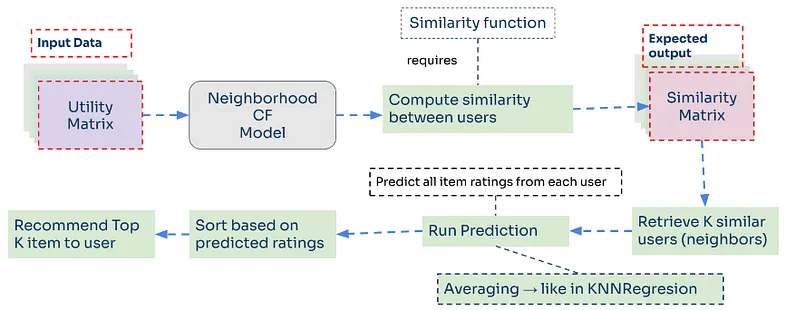 Similarity function
Input Data
Expected
output
requires
Utility
Matrix
Neighborhood
CF
Model
Compute similarity
between users
Similarity
Matrix
Predict all item ratings from each user
Recommend Top
K item to user
Sort based on
predicted ratings
Run Prediction
Retrieve K similar
users (neighbors)
Averaging → like in KNNRegresion